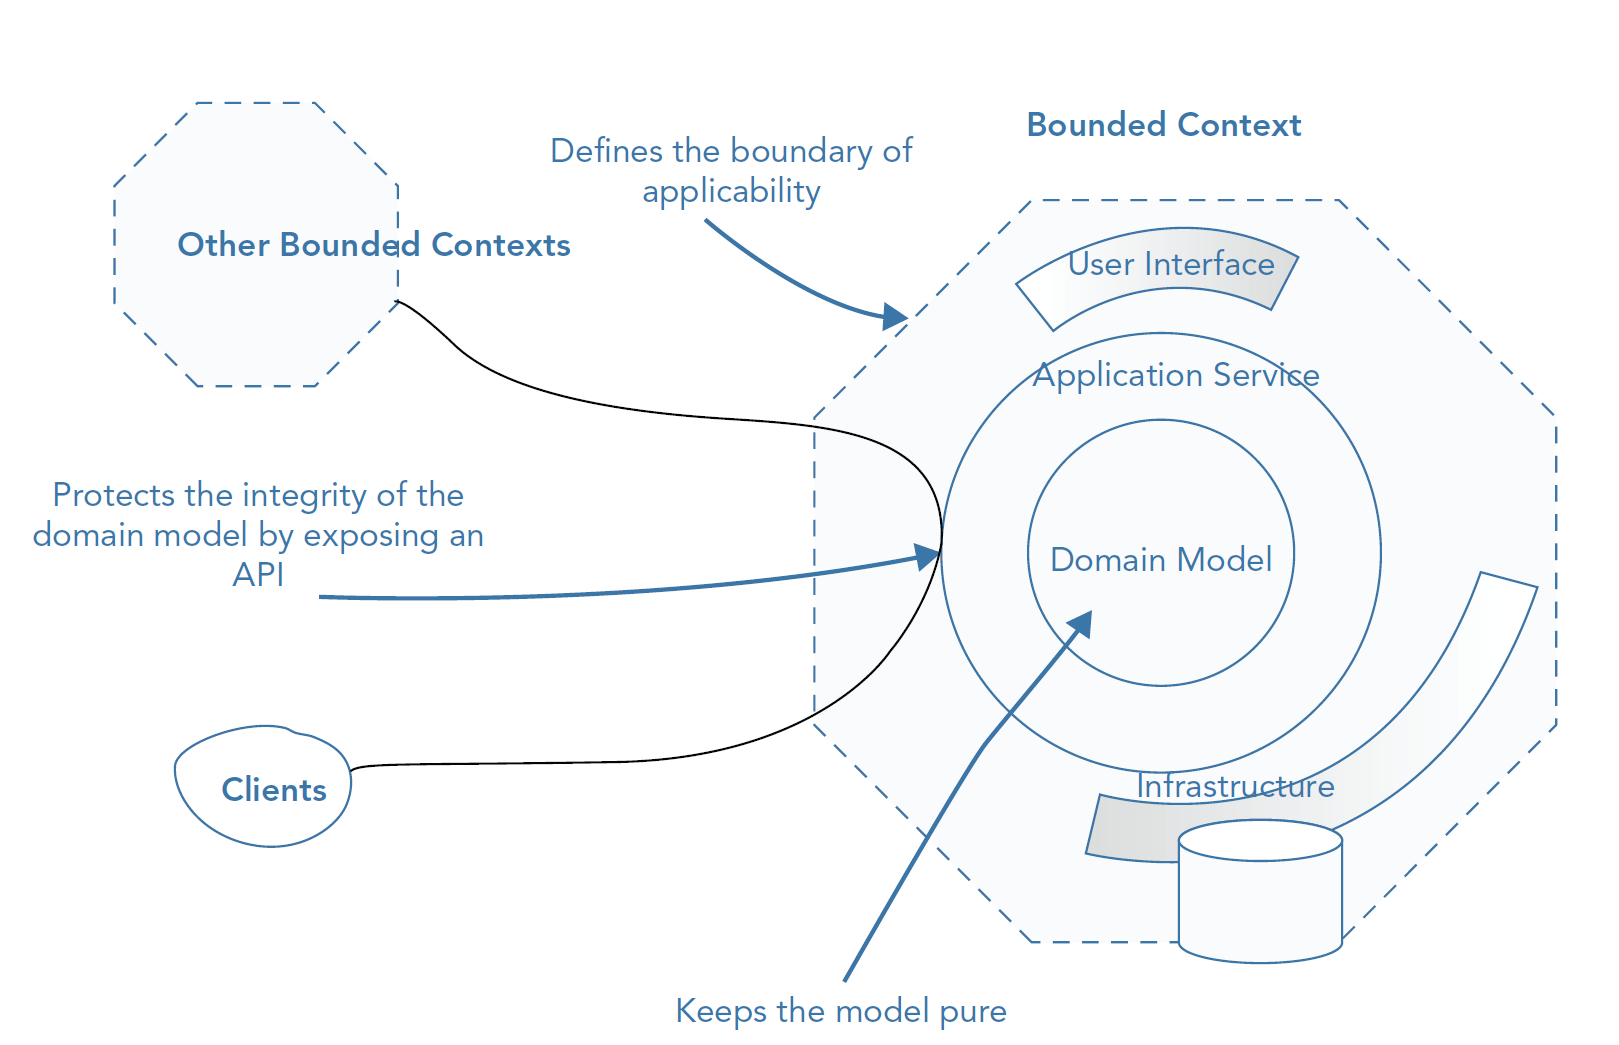 Bounded Context
Defines the boundary of
applicability
Other Bounded Contexts
User Interface
Application Service
Protects the integrity of the
domain model by exposing an
API
Domain Model
Clients
Infrastructure
Keeps the model pure